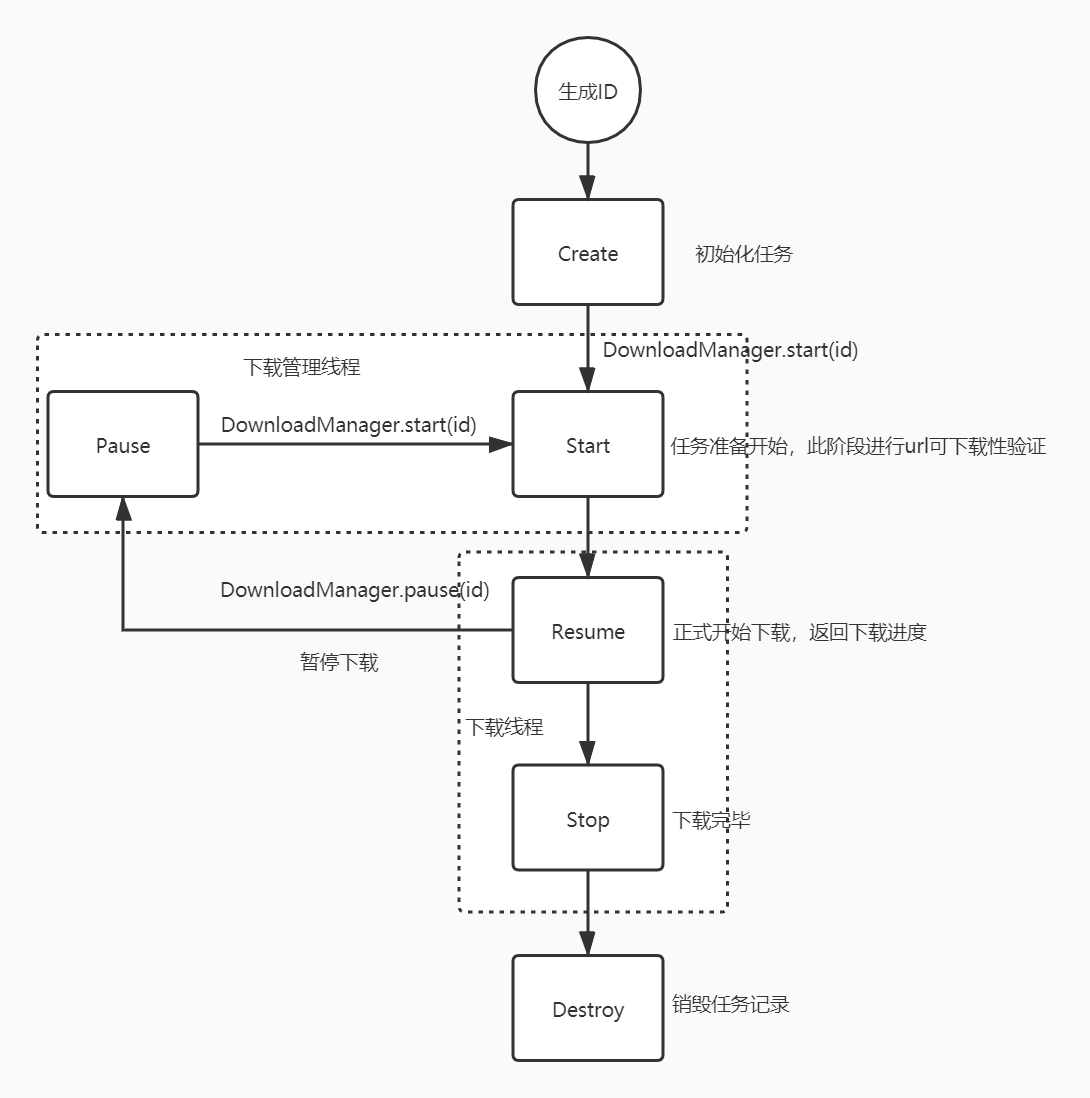 生成ID
Create
初始化任务
DownloadManager.start(id)
下载管理线程
Pause
DownloadManager.start(id)
Start
任务准备开始，此阶段进行url可下载性验证
DownloadManager.pause(id)
Resume
正式开始下载，返回下载进度
暂停下载
下载线程
Stop
下载完毕
Destroy
销毁任务记录